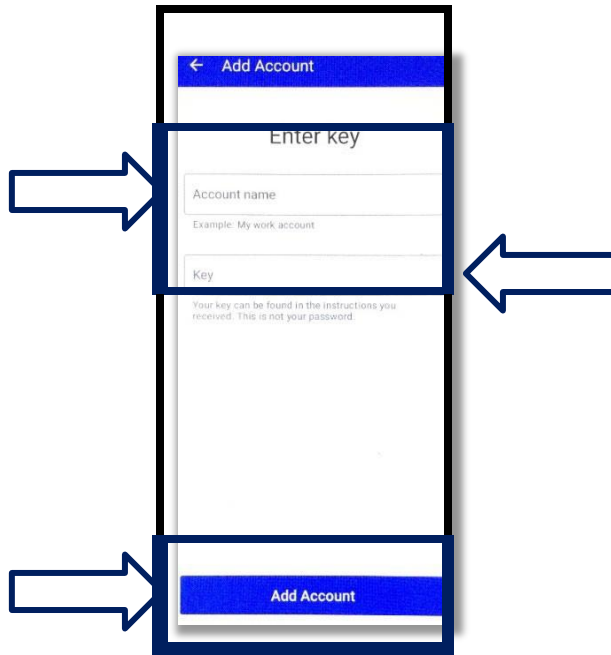 ← Add Account
Enter key
Account name
Example: My work account
Key
Your key can be found in the instructions you
received. This is not your password.
Add Account